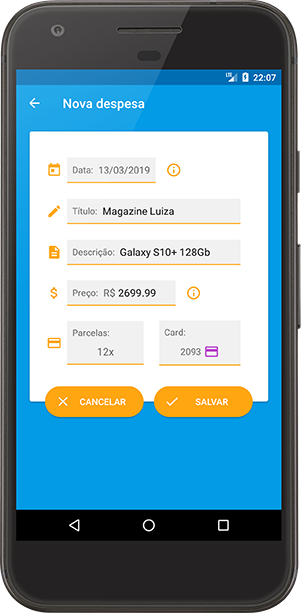 LTE 22:07
Nova despesa
Data: 13/03/2019
Título: Magazine Luiza
Descrição: Galaxy S10+ 128Gb
Preço: R$ 2699.99
Parcelas: Card:
12x 2093
CANCELAR SALVAR